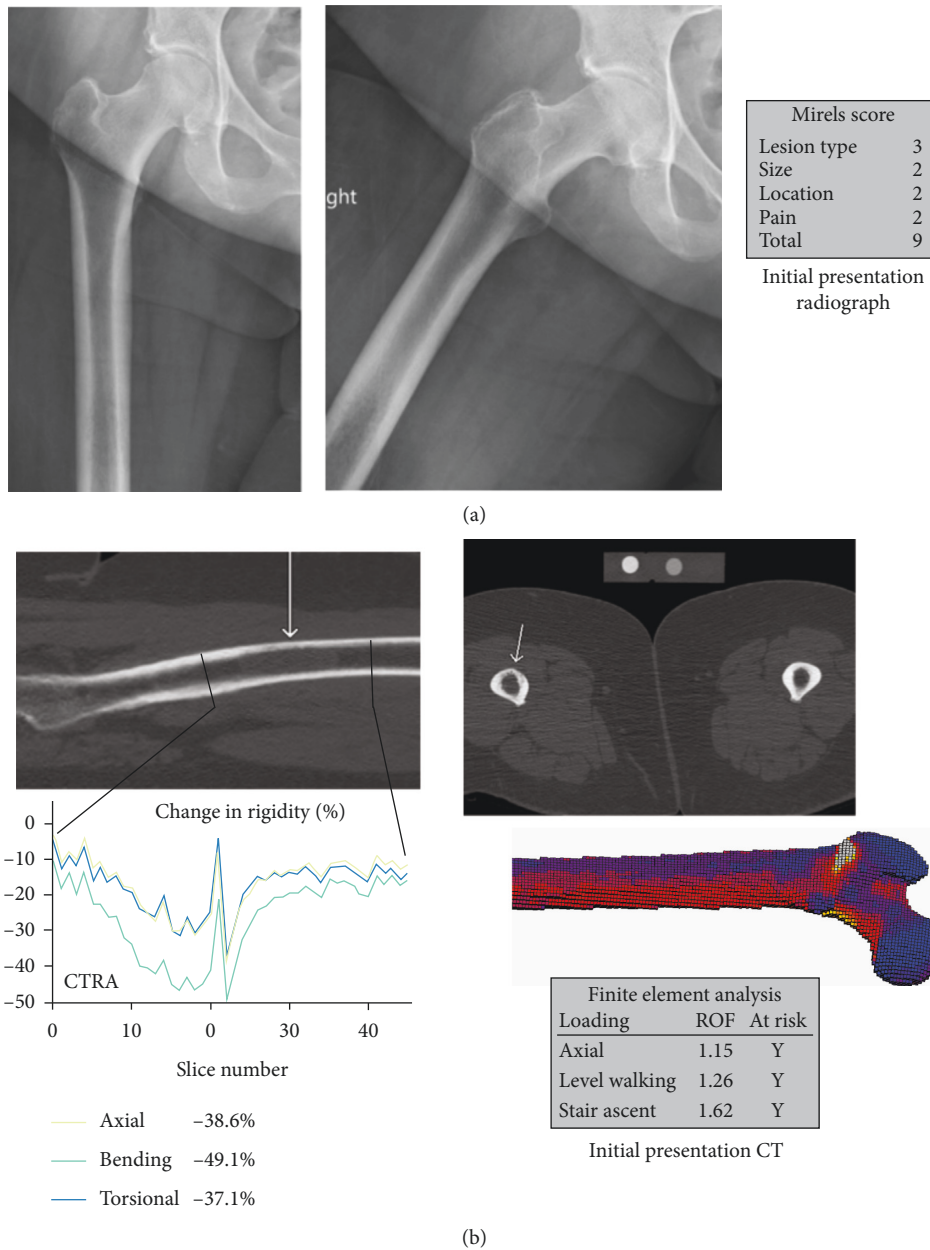 ght
Mirels score
Lesion type 3
Size 2
Location 2
Pain 2
Total 9
Initial presentation
radiograph
(a)
Change in rigidity (%)
0
−10
−20
−30
−40
−50
CTRA
0 10 0 30 40
Slice number
Axial −38.6%
Bending −49.1%
Torsional −37.1%
Finite element analysis
Loading ROF At risk
Axial 1.15 Y
Level walking 1.26 Y
Stair ascent 1.62 Y
Initial presentation CT
(b)